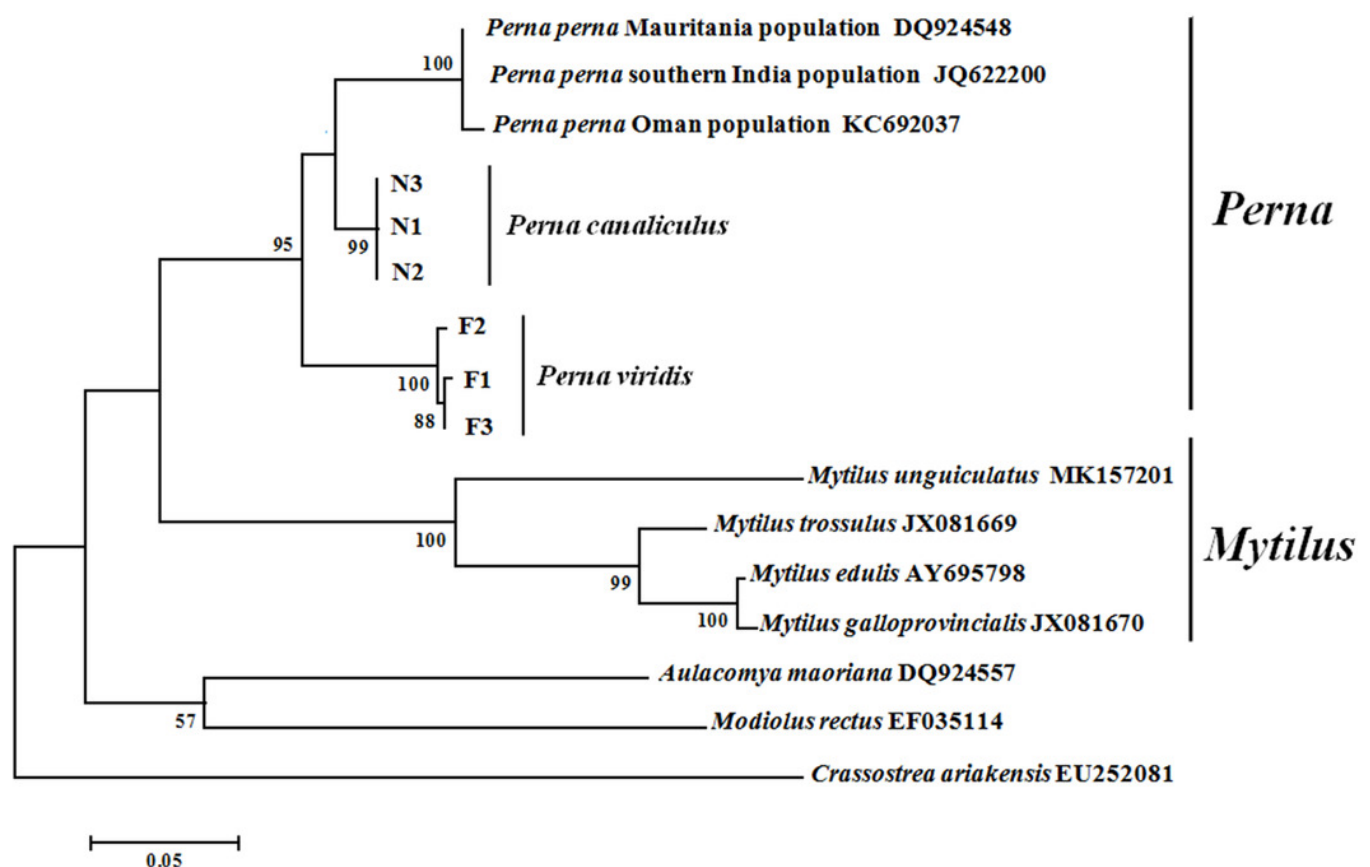 Perna perna Mauritania population DQ924548
100
Perna perna southern India population JQ622200
Perna perna Oman population KC692037
N3
Perna
N1
Perna canaliculus
95
99
N2
F2
Perna viridis
100
F1
88
F3
Mytilus unguiculatus MK157201
Mytilus trossulus JX081669
100
Mytilus
Mytilus edulis AY695798
99
100
Mytilus galloprovincialis JX081670
Aulacomya maoriana DQ924557
57
Modiolus rectus EF035114
Crassostrea ariakensis EU252081
0.05